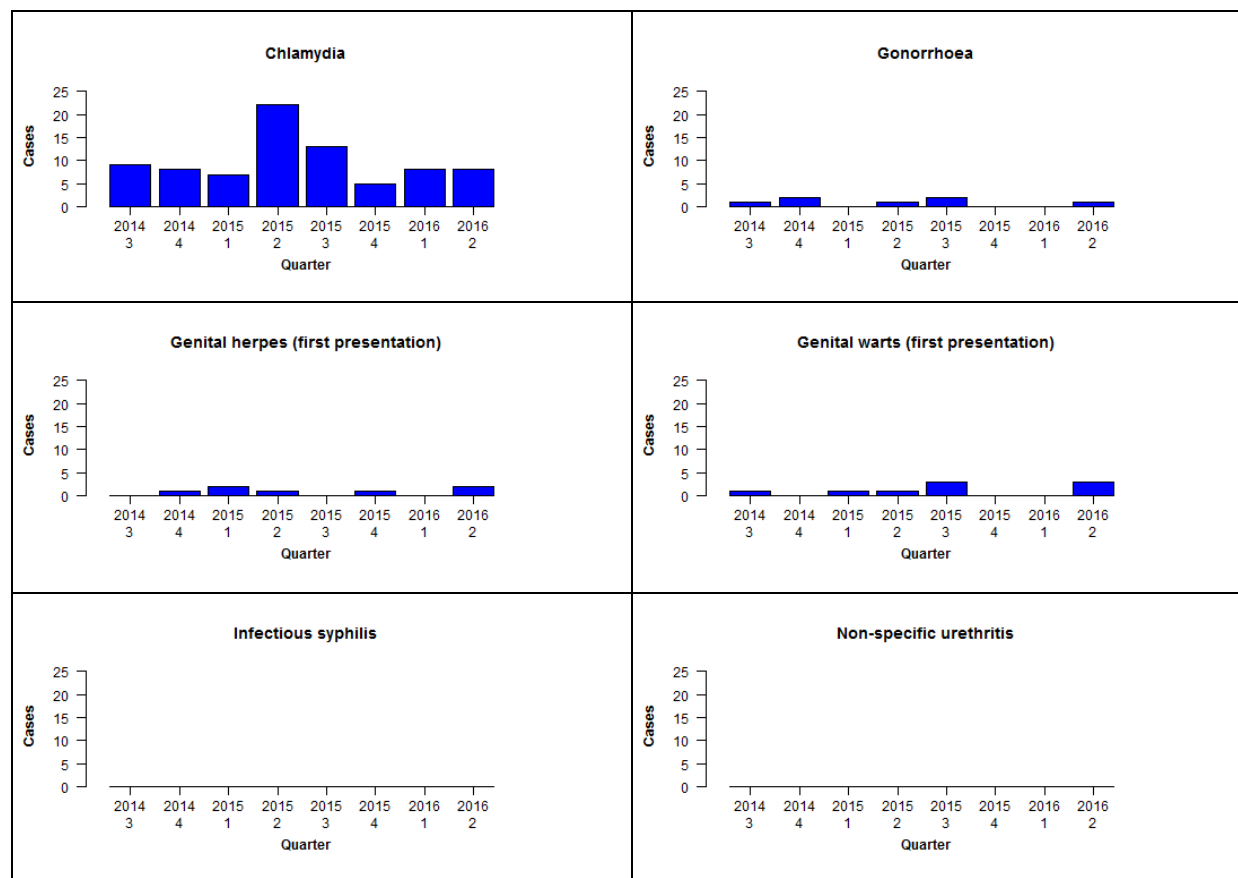 Chlamydia
Cases
25
20
15
10
5
0
2014 2014 2015 2015 2015 2015 2016 2016
3 4 1 2 3 4 1 2
Quarter
Gonorrhoea
Cases
25
20
15
10
5
0
2014 2014 2015 2015 2015 2015 2016 2016
3 4 1 2 3 4 1 2
Quarter
Genital herpes (first presentation)
Cases
25
20
15
10
5
0
2014 2014 2015 2015 2015 2015 2016 2016
3 4 1 2 3 4 1 2
Quarter
Genital warts (first presentation)
Cases
25
20
15
10
5
0
2014 2014 2015 2015 2015 2015 2016 2016
3 4 1 2 3 4 1 2
Quarter
Infectious syphilis
Cases
25
20
15
10
5
0
2014 2014 2015 2015 2015 2015 2016 2016
3 4 1 2 3 4 1 2
Quarter
Non-specific urethritis
Cases
25
20
15
10
5
0
2014 2014 2015 2015 2015 2015 2016 2016
3 4 1 2 3 4 1 2
Quarter